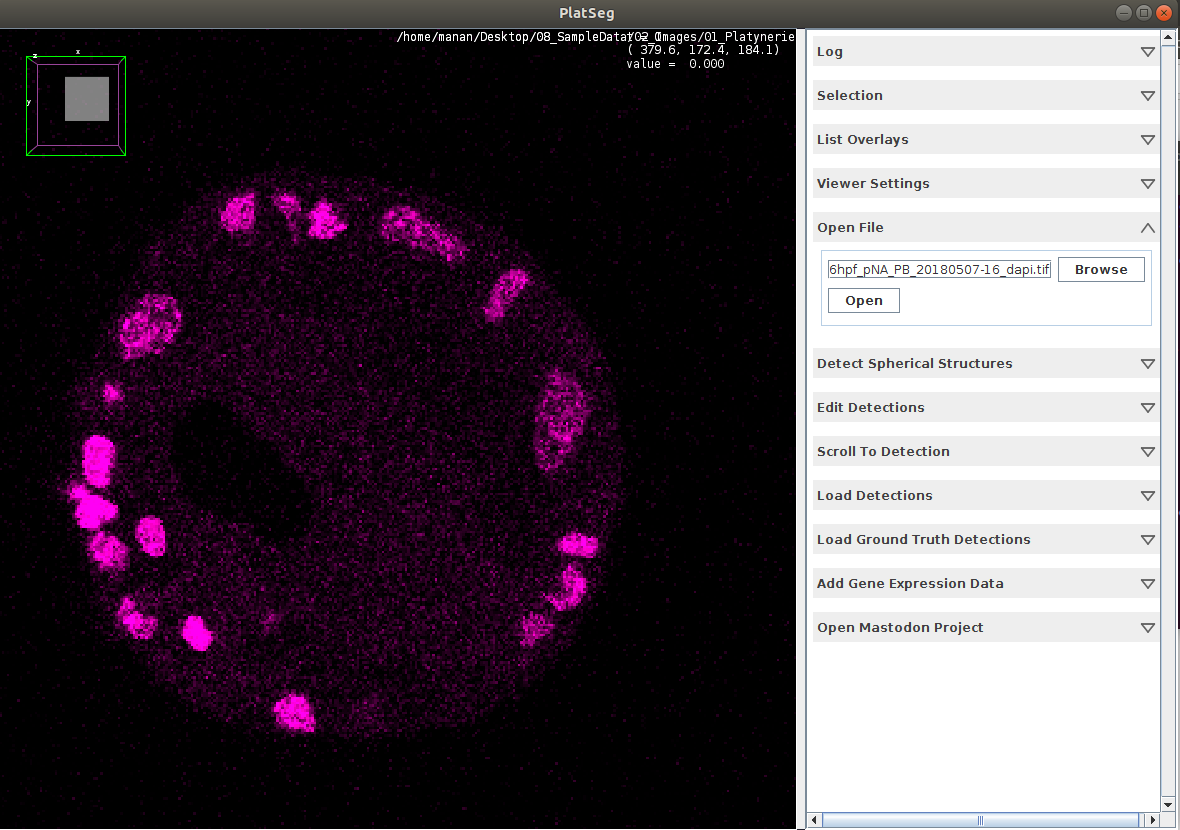 PlatSeg
/home/manan/Desktop/08_SampleData/02_Images/01_Platynerie
( 379.6, 172.4, 184.1)
value = 0.000
z
x
y
Log
Selection
List Overlays
Viewer Settings
Open File
6hpf_pNA_PB_20180507-16_dapi.tif
Browse
Open
Detect Spherical Structures
Edit Detections
Scroll To Detection
Load Detections
Load Ground Truth Detections
Add Gene Expression Data
Open Mastodon Project